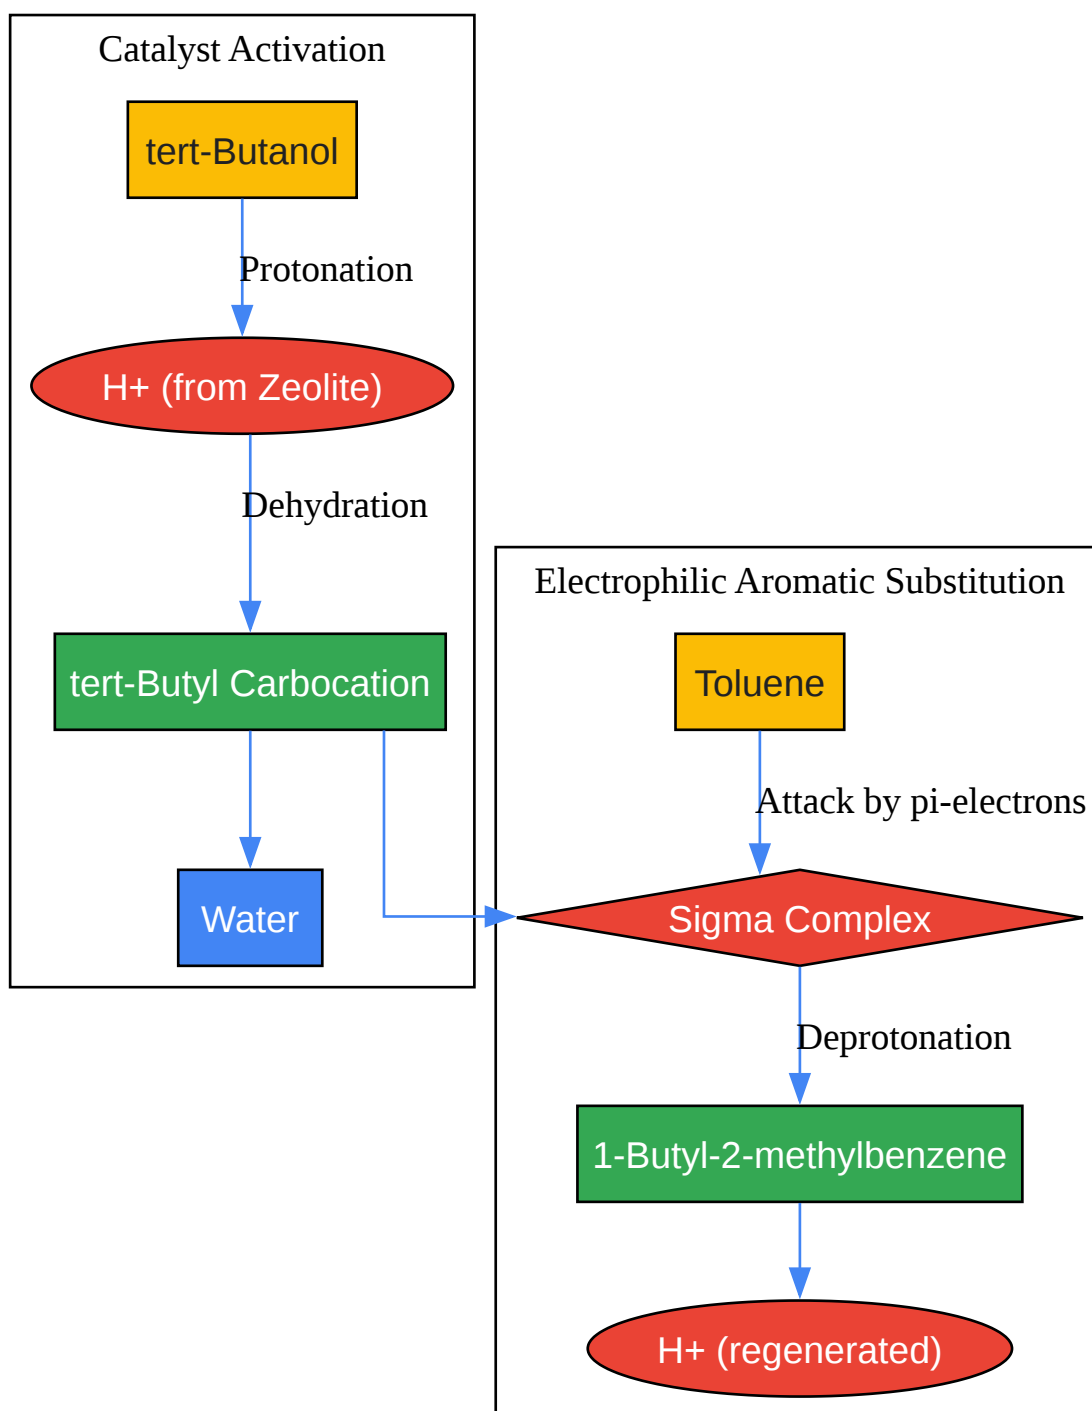 Catalyst Activation
tert-Butanol
Protonation
H+ (from Zeolite)
Dehydration
tert-Butyl Carbocation
Water
Electrophilic Aromatic Substitution
Toluene
Attack by pi-electrons
Sigma Complex
Deprotonation
1-Butyl-2-methylbenzene
H+ (regenerated)